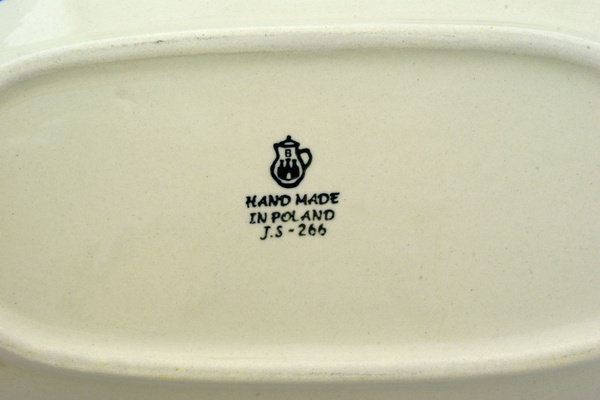 B
HAND MADE
IN POLAND
J.S - 266